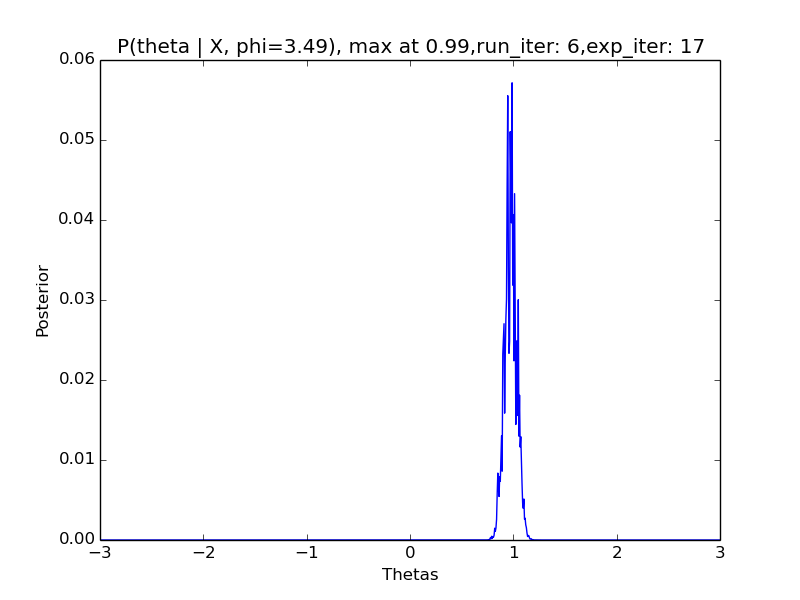 P(theta | X, phi=3.49), max at 0.99,run_iter: 6,exp_iter: 17
0.06
0.05
0.04
0.03
0.02
0.01
0.00
Posterior
−3 −2 −1 0 1 2 3
Thetas